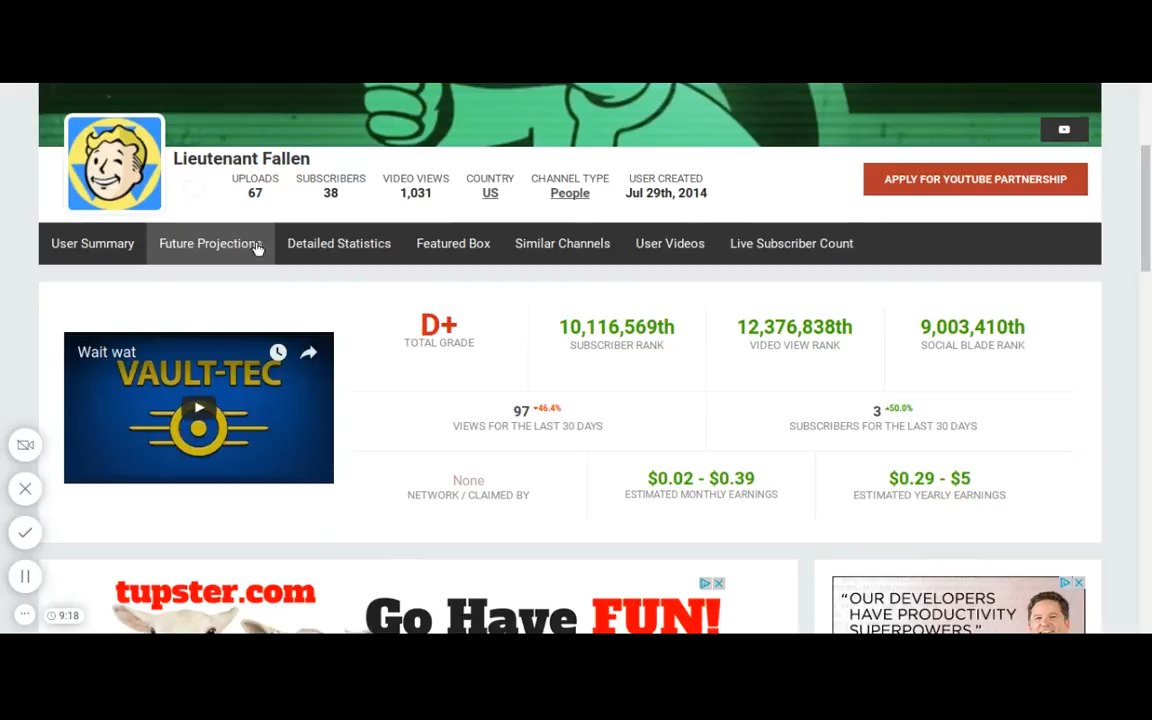 Lieutenant Fallen
UPLOADS
67
SUBSCRIBERS
38
VIDEO VIEWS
1,031
COUNTRY
US
CHANNEL TYPE
People
USER CREATED
Jul 29th, 2014
APPLY FOR YOUTUBE PARTNERSHIP
User Summary
Future Projections
Detailed Statistics
Featured Box
Similar Channels
User Videos
Live Subscriber Count
Wait wat
VAULT-TEC
D+
TOTAL GRADE
10,116,569th
SUBSCRIBER RANK
12,376,838th
VIDEO VIEW RANK
9,003,410th
SOCIAL BLADE RANK
97 -46.4%
VIEWS FOR THE LAST 30 DAYS
3 50.0%
SUBSCRIBERS FOR THE LAST 30 DAYS
None
NETWORK / CLAIMED BY
$0.02 - $0.39
ESTIMATED MONTHLY EARNINGS
$0.29 - $5
ESTIMATED YEARLY EARNINGS
tupster.com
Go Have FUN!
“OUR DEVELOPERS
HAVE PRODUCTIVITY
SUPERPOWERS.”
9:18